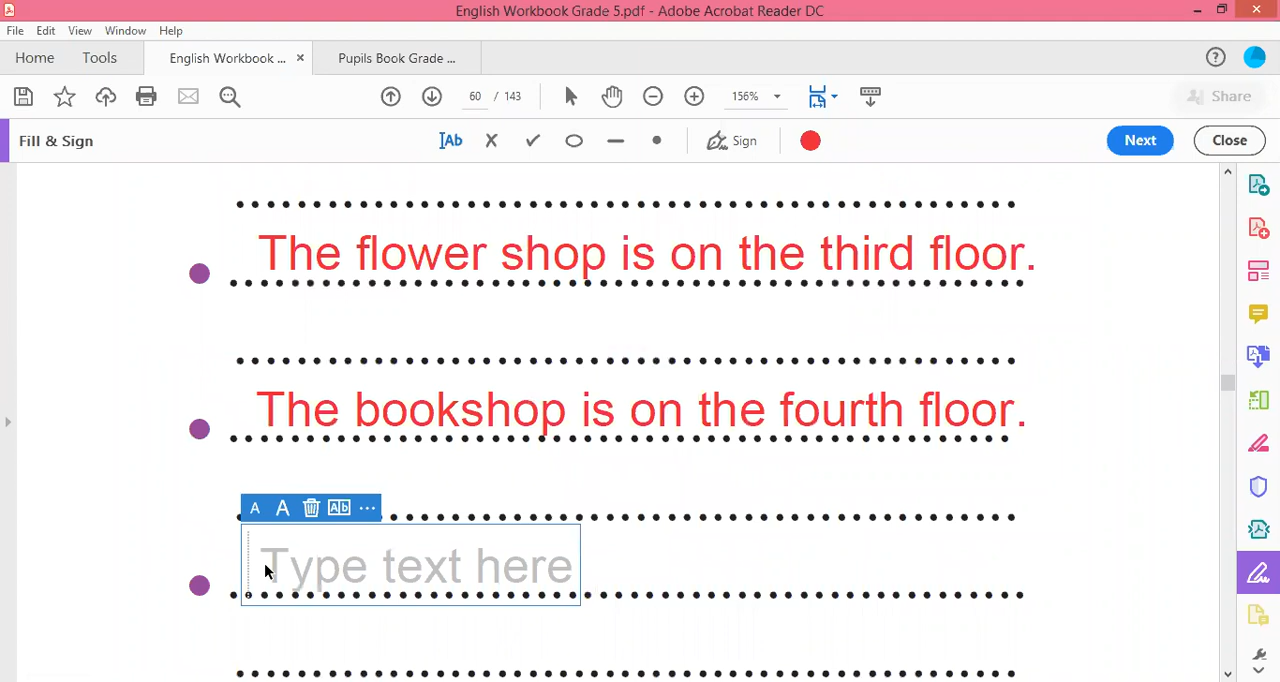 English Workbook Grade 5.pdf - Adobe Acrobat Reader DC
File Edit View Window Help
Home Tools English Workbook ... × Pupils Book Grade ...
60 / 143 156% Share
Fill & Sign Ab Sign Next Close
The flower shop is on the third floor.
The bookshop is on the fourth floor.
A A Ab ...
Type text here